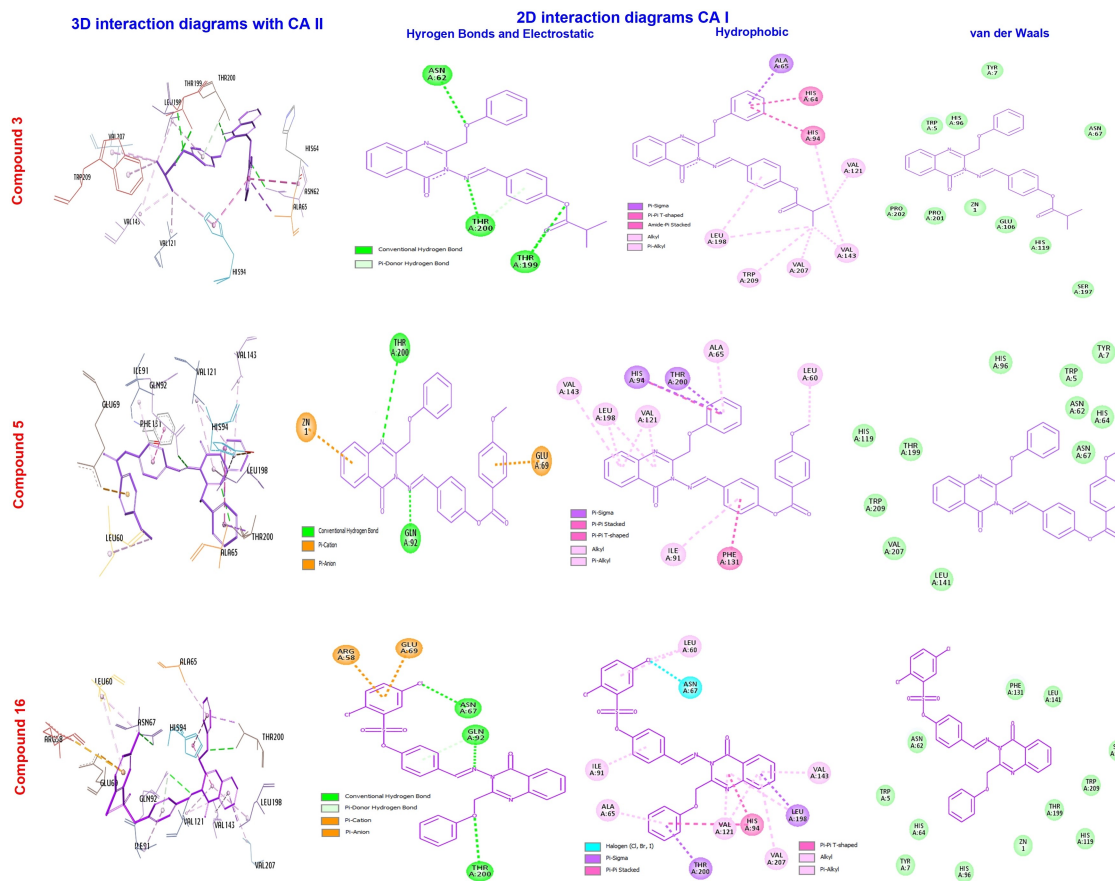 3D interaction diagrams with CA II
2D interaction diagrams CA I
Hyrogen Bonds and Electrostatic
Hydrophobic
van der Waals
Compound 3
THR200
THR199
LEU198
VAL207
TRP209
HIS64
ASN62
ALA65
VAL143
VAL121
HIS94
ASN
A:62
THR
A:200
THR
A:199
Conventional Hydrogen Bond
Pi-Donor Hydrogen Bond
ALA
A:65
HIS
A:64
HIS
A:94
VAL
A:121
LEU
A:198
TRP
A:209
VAL
A:207
VAL
A:143
Pi-Sigma
Pi-Pi T-shaped
Amide-Pi Stacked
Alkyl
Pi-Alkyl
TYR
A:7
TRP
A:5
HIS
A:96
ASN
A:67
PRO
A:202
PRO
A:201
ZN
1
GLU
A:106
HIS
A:119
SER
A:197
Compound 5
VAL143
ILE91
VAL121
GLN92
GLU69
PHE131
HIS94
LEU198
LEU60
THR200
ALA65
THR
A:200
ZN
1
GLU
A:69
GLN
A:92
Conventional Hydrogen Bond
Pi-Cation
Pi-Anion
ALA
A:65
HIS
A:94
THR
A:200
LEU
A:60
VAL
A:143
LEU
A:198
VAL
A:121
ILE
A:91
PHE
A:131
Pi-Sigma
Pi-Pi Stacked
Pi-Pi T-shaped
Alkyl
Pi-Alkyl
TYR
A:7
HIS
A:96
TRP
A:5
ASN
A:62
HIS
A:64
HIS
A:119
THR
A:199
ASN
A:67
TRP
A:209
VAL
A:207
LEU
A:141
Compound 16
ALA65
LEU60
ASN67
HIS94
ARG58
THR200
GLU69
GLN92
LEU198
VAL121
VAL143
ILE91
VAL207
ARG
A:58
GLU
A:69
Cl
Cl
ASN
A:67
GLN
A:92
THR
A:200
Conventional Hydrogen Bond
Pi-Donor Hydrogen Bond
Pi-Cation
Pi-Anion
LEU
A:60
ASN
A:67
ILE
A:91
VAL
A:143
ALA
A:65
VAL
A:121
HIS
A:94
LEU
A:198
THR
A:200
VAL
A:207
Halogen (Cl, Br, I)
Pi-Sigma
Pi-Pi Stacked
Pi-Pi T-shaped
Alkyl
Pi-Alkyl
PHE
A:131
LEU
A:141
ASN
A:62
TRP
A:5
TRP
A:209
THR
A:199
HIS
A:64
HIS
A:119
ZN
1
TYR
A:7
HIS
A:96